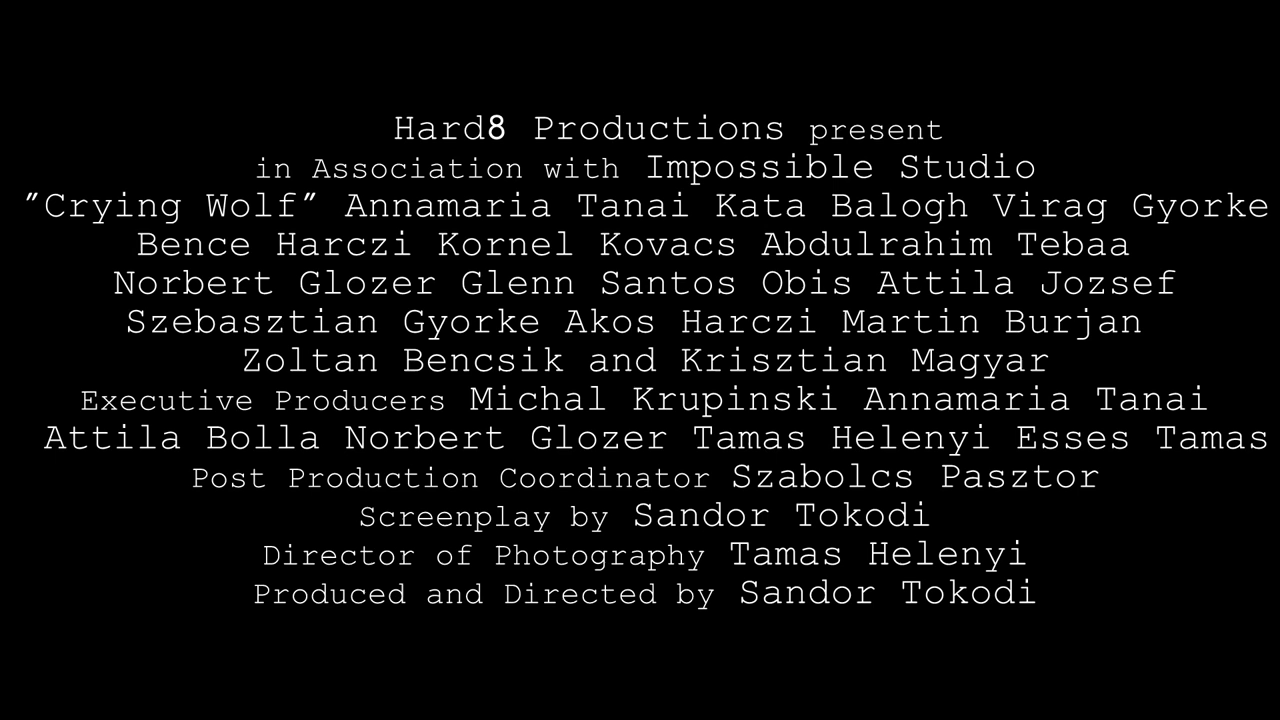 Hard8 Productions present
in Association with Impossible Studio
"Crying Wolf" Annamaria Tanai Kata Balogh Virag Gyorke
Bence Harczi Kornel Kovacs Abdulrahim Tebaa
Norbert Glozer Glenn Santos Obis Attila Jozsef
Szebasztian Gyorke Akos Harczi Martin Burjan
Zoltan Bencsik and Krisztian Magyar
Executive Producers Michal Krupinski Annamaria Tanai
Attila Bolla Norbert Glozer Tamas Helenyi Esses Tamas
Post Production Coordinator Szabolcs Pasztor
Screenplay by Sandor Tokodi
Director of Photography Tamas Helenyi
Produced and Directed by Sandor Tokodi